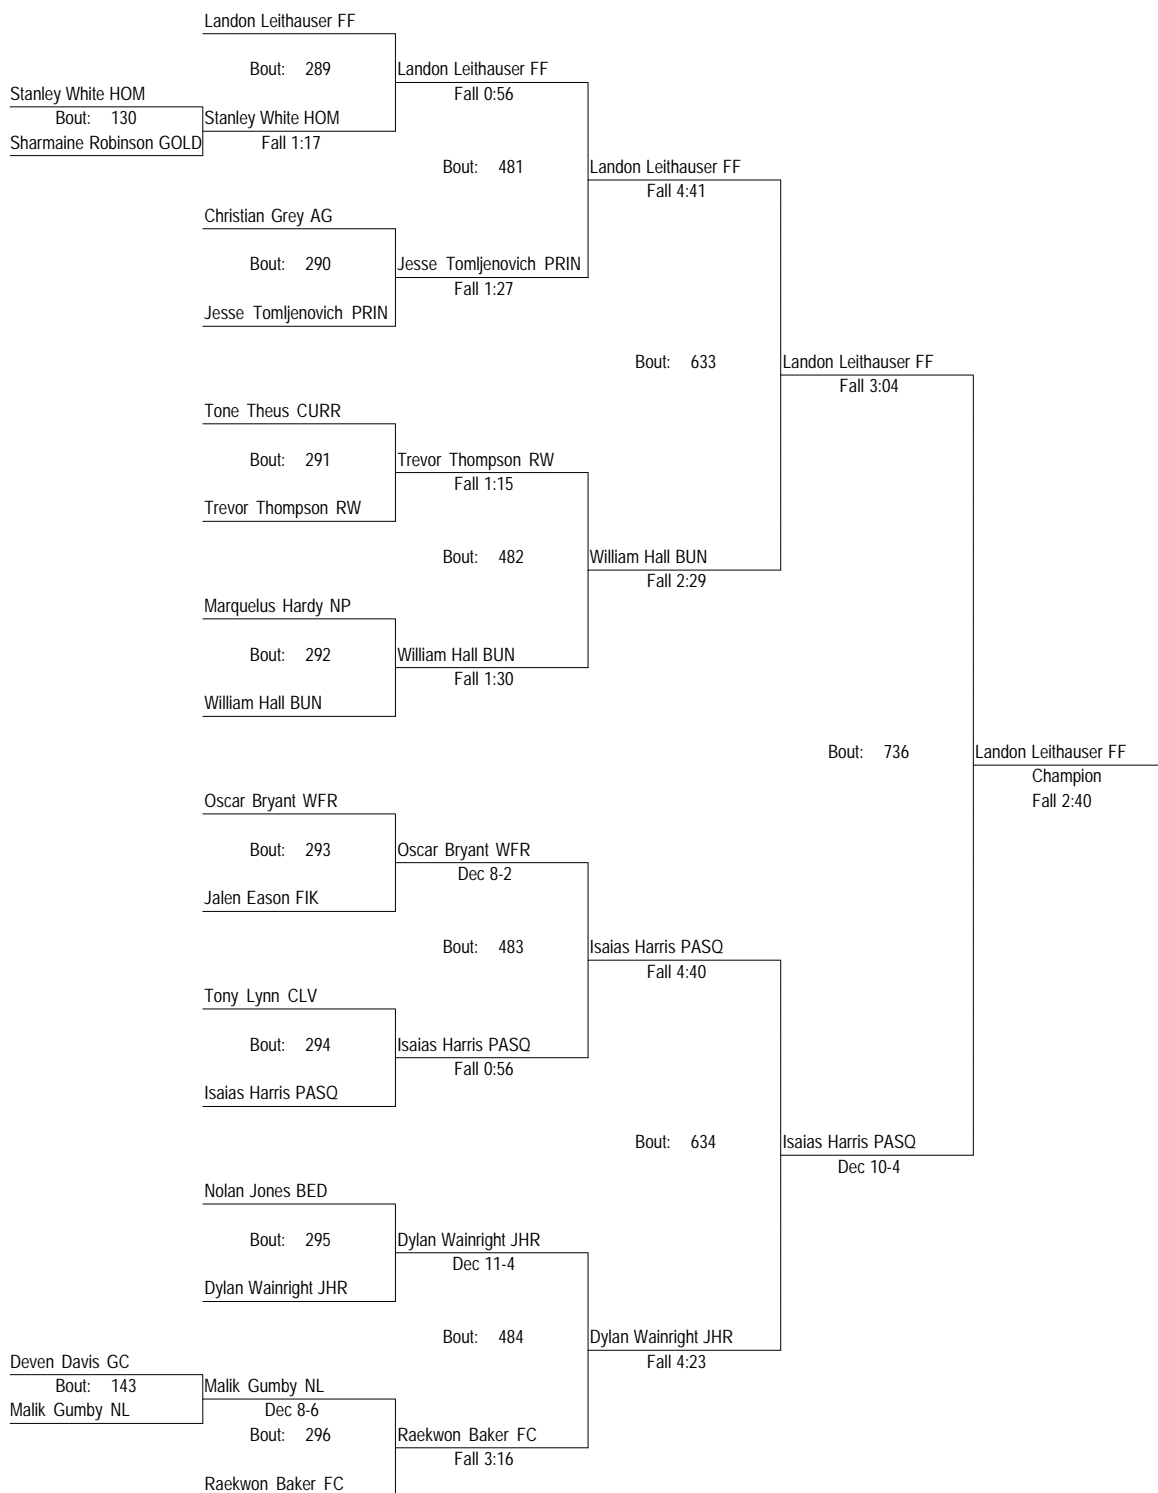 Landon Leithauser FF
Bout: 289
Landon Leithauser FF
Fall 0:56
Stanley White HOM
Bout: 130
Stanley White HOM
Sharmaine Robinson GOLD
Fall 1:17
Bout: 481
Landon Leithauser FF
Fall 4:41
Christian Grey AG
Bout: 290
Jesse Tomljenovich PRIN
Fall 1:27
Jesse Tomljenovich PRIN
Bout: 633
Landon Leithauser FF
Fall 3:04
Tone Theus CURR
Bout: 291
Trevor Thompson RW
Fall 1:15
Trevor Thompson RW
Bout: 482
William Hall BUN
Fall 2:29
Marquelus Hardy NP
Bout: 292
William Hall BUN
Fall 1:30
William Hall BUN
Bout: 736
Landon Leithauser FF
Champion
Fall 2:40
Oscar Bryant WFR
Bout: 293
Oscar Bryant WFR
Dec 8-2
Jalen Eason FIK
Bout: 483
Isaias Harris PASQ
Fall 4:40
Tony Lynn CLV
Bout: 294
Isaias Harris PASQ
Fall 0:56
Isaias Harris PASQ
Bout: 634
Isaias Harris PASQ
Dec 10-4
Nolan Jones BED
Bout: 295
Dylan Wainright JHR
Dec 11-4
Dylan Wainright JHR
Bout: 484
Dylan Wainright JHR
Fall 4:23
Deven Davis GC
Bout: 143
Malik Gumby NL
Malik Gumby NL
Dec 8-6
Bout: 296
Raekwon Baker FC
Fall 3:16
Raekwon Baker FC